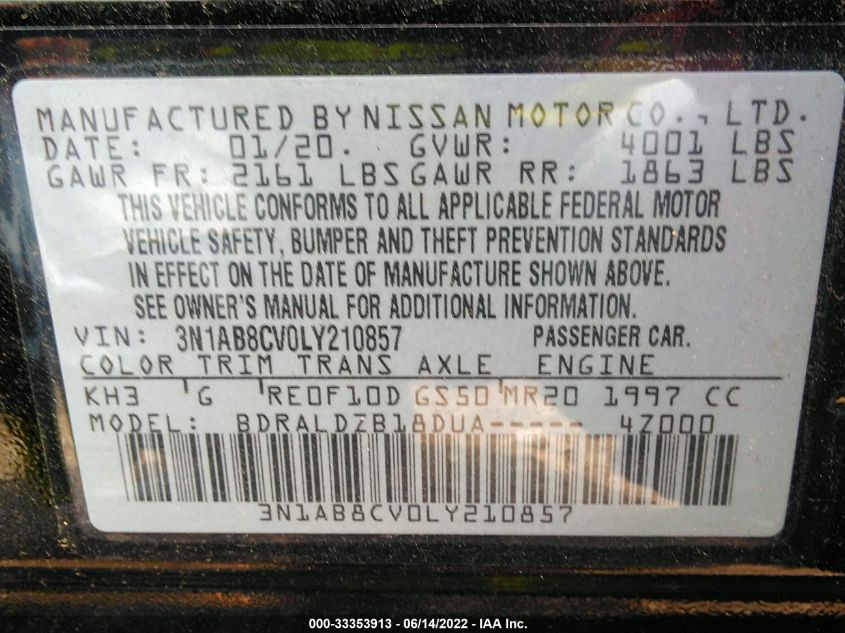 MANUFACTURED BY NISSAN MOTOR CO., LTD.
DATE: 01/20. GVWR: 4001 LBS
GAWR FR: 2161 LBS GAWR RR: 1863 LBS
THIS VEHICLE CONFORMS TO ALL APPLICABLE FEDERAL MOTOR
VEHICLE SAFETY, BUMPER AND THEFT PREVENTION STANDARDS
IN EFFECT ON THE DATE OF MANUFACTURE SHOWN ABOVE.
SEE OWNER'S MANUAL FOR ADDITIONAL INFORMATION.
VIN: 3N1AB8CV0LY210857 PASSENGER CAR.
COLOR TRIM TRANS AXLE ENGINE
KH3 G RE0F10D GS50 MR20 1997 CC
MODEL: BDRALDZB18DUA----- 4Z000
3N1AB8CV0LY210857
000-33353913 - 06/14/2022 - IAA Inc.